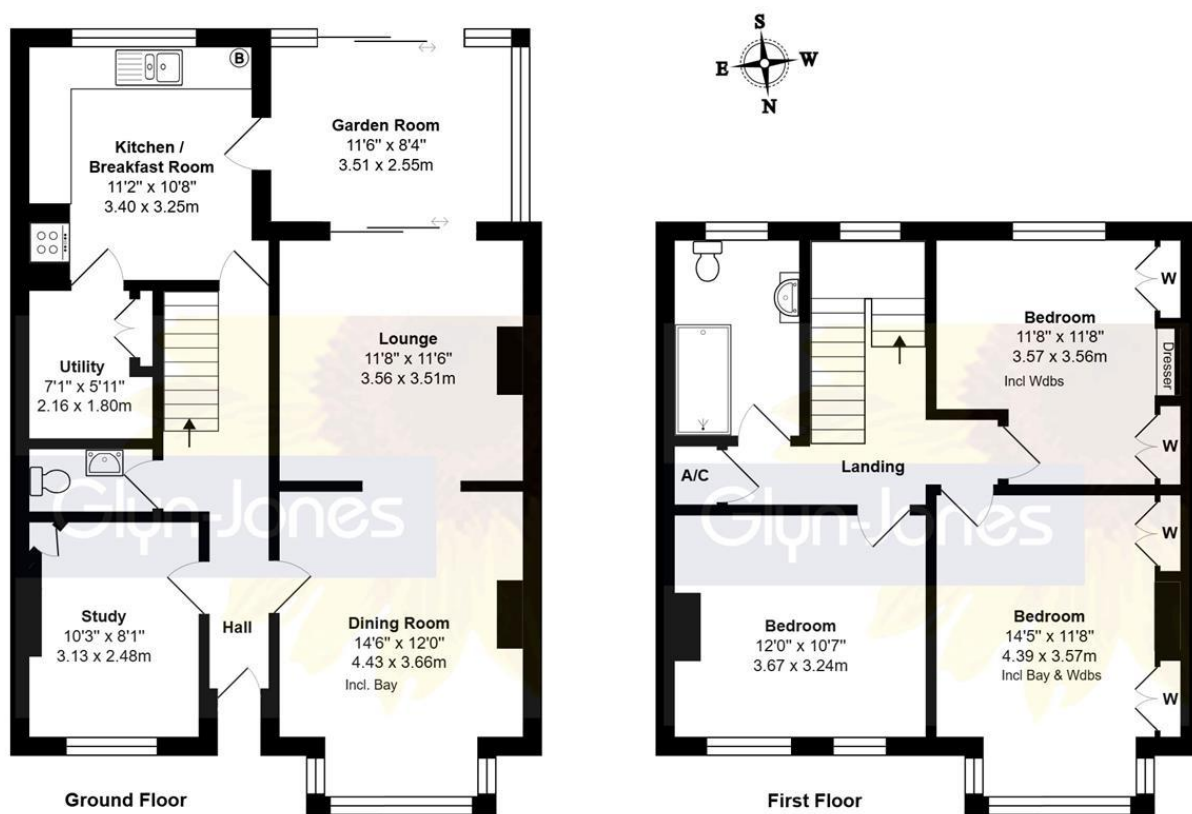 S
E
W
N
B
Kitchen /
Breakfast Room
11'2" x 10'8"
3.40 x 3.25m
Garden Room
11'6" x 8'4"
3.51 x 2.55m
Utility
7'1" x 5'11"
2.16 x 1.80m
Lounge
11'8" x 11'6"
3.56 x 3.51m
Study
10'3" x 8'1"
3.13 x 2.48m
Hall
Dining Room
14'6" x 12'0"
4.43 x 3.66m
Incl. Bay
Glyn-Jones
Ground Floor
Bedroom
11'8" x 11'8"
3.57 x 3.56m
Incl Wdbs
W
Dresser
W
A/C
Landing
W
Glyn-Jones
Bedroom
12'0" x 10'7"
3.67 x 3.24m
Bedroom
14'5" x 11'8"
4.39 x 3.57m
Incl Bay & Wdbs
W
First Floor